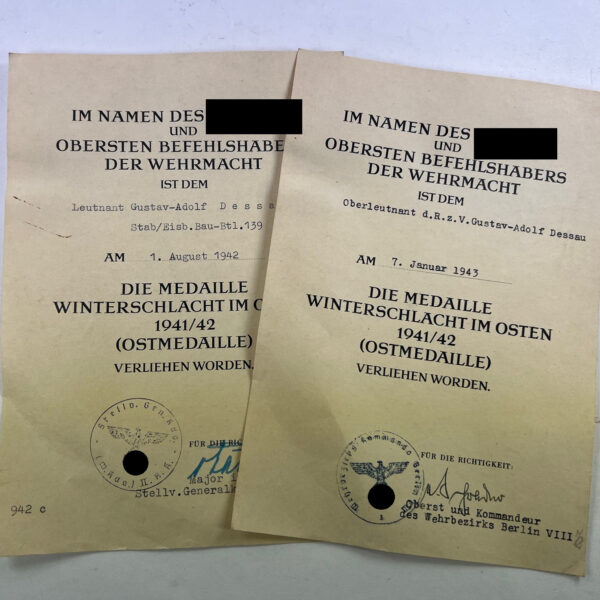 IM NAMEN DES
UND
OBERSTEN BEFEHLSHABE
DER WEHRMACHT
IST DEM
Leutnant Gustav-Adolf D e s s a
Stab/Eisb.Bau-Btl.139
AM 1. August 1942
DIE MEDAILLE
WINTERSCHLACHT IM OS
1941/42
(OSTMEDAILLE)
VERLIEHEN WORDEN.
FÜR DIE RICH
Major i
Stellv.Generalk
942 c
IM NAMEN DES
UND
OBERSTEN BEFEHLSHABERS
DER WEHRMACHT
IST DEM
Oberleutnant d.R.z.V.Gustav-Adolf Dessau
AM 7. Januar 1943
DIE MEDAILLE
WINTERSCHLACHT IM OSTEN
1941/42
(OSTMEDAILLE)
VERLIEHEN WORDEN.
FÜR DIE RICHTIGKEIT:
Oberst und Kommandeur
des Wehrbezirks Berlin VIII